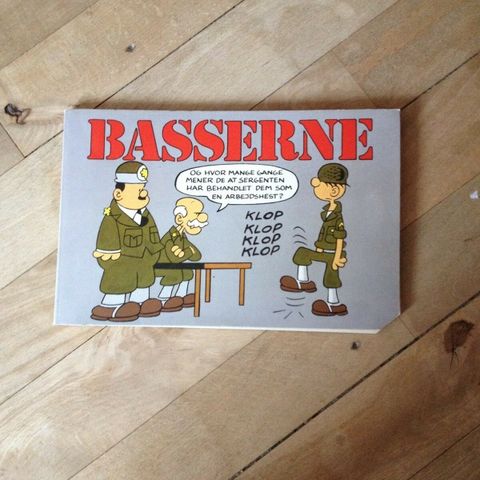 BASSERNE
OG HVOR MANGE GANGE
MENER DE AT SERGENTEN
HAR BEHANDLET DEM SOM
EN ARBEJDSHEST?
KLOP
KLOP
KLOP
KLOP